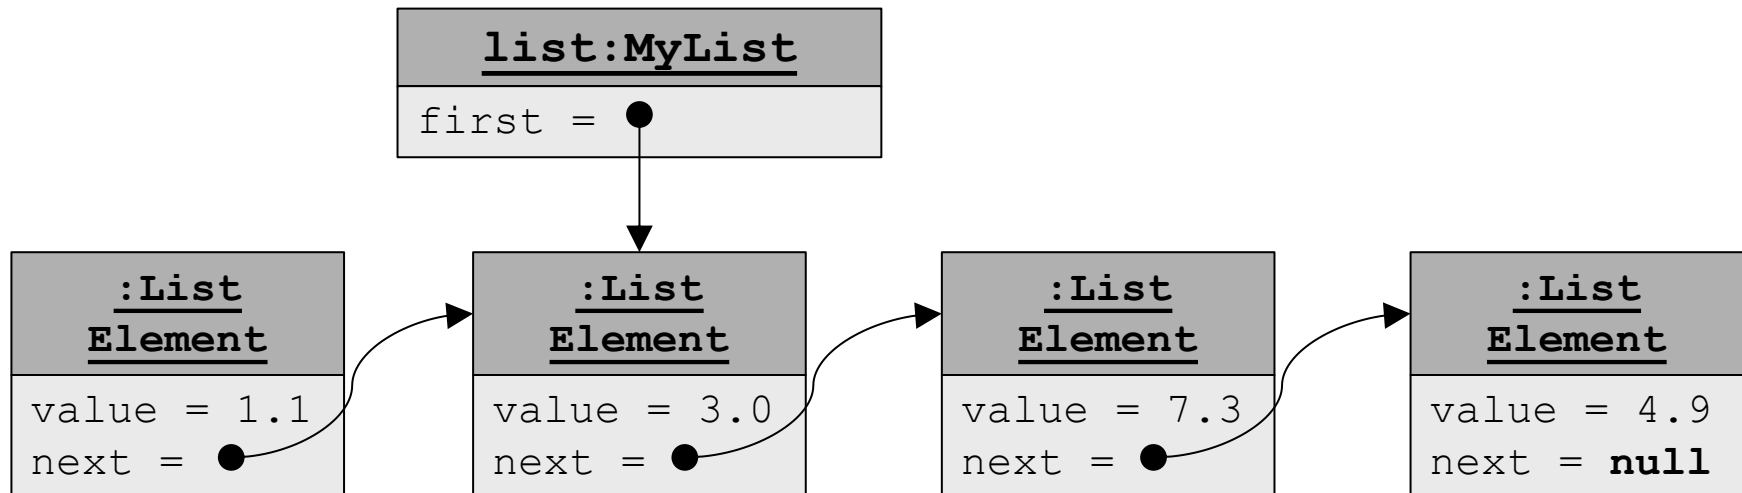 list:MyList
first =
:List
Element
value = 1.1
next =
:List
Element
value = 3.0
next =
:List
Element
value = 7.3
next =
:List
Element
value = 4.9
next = null